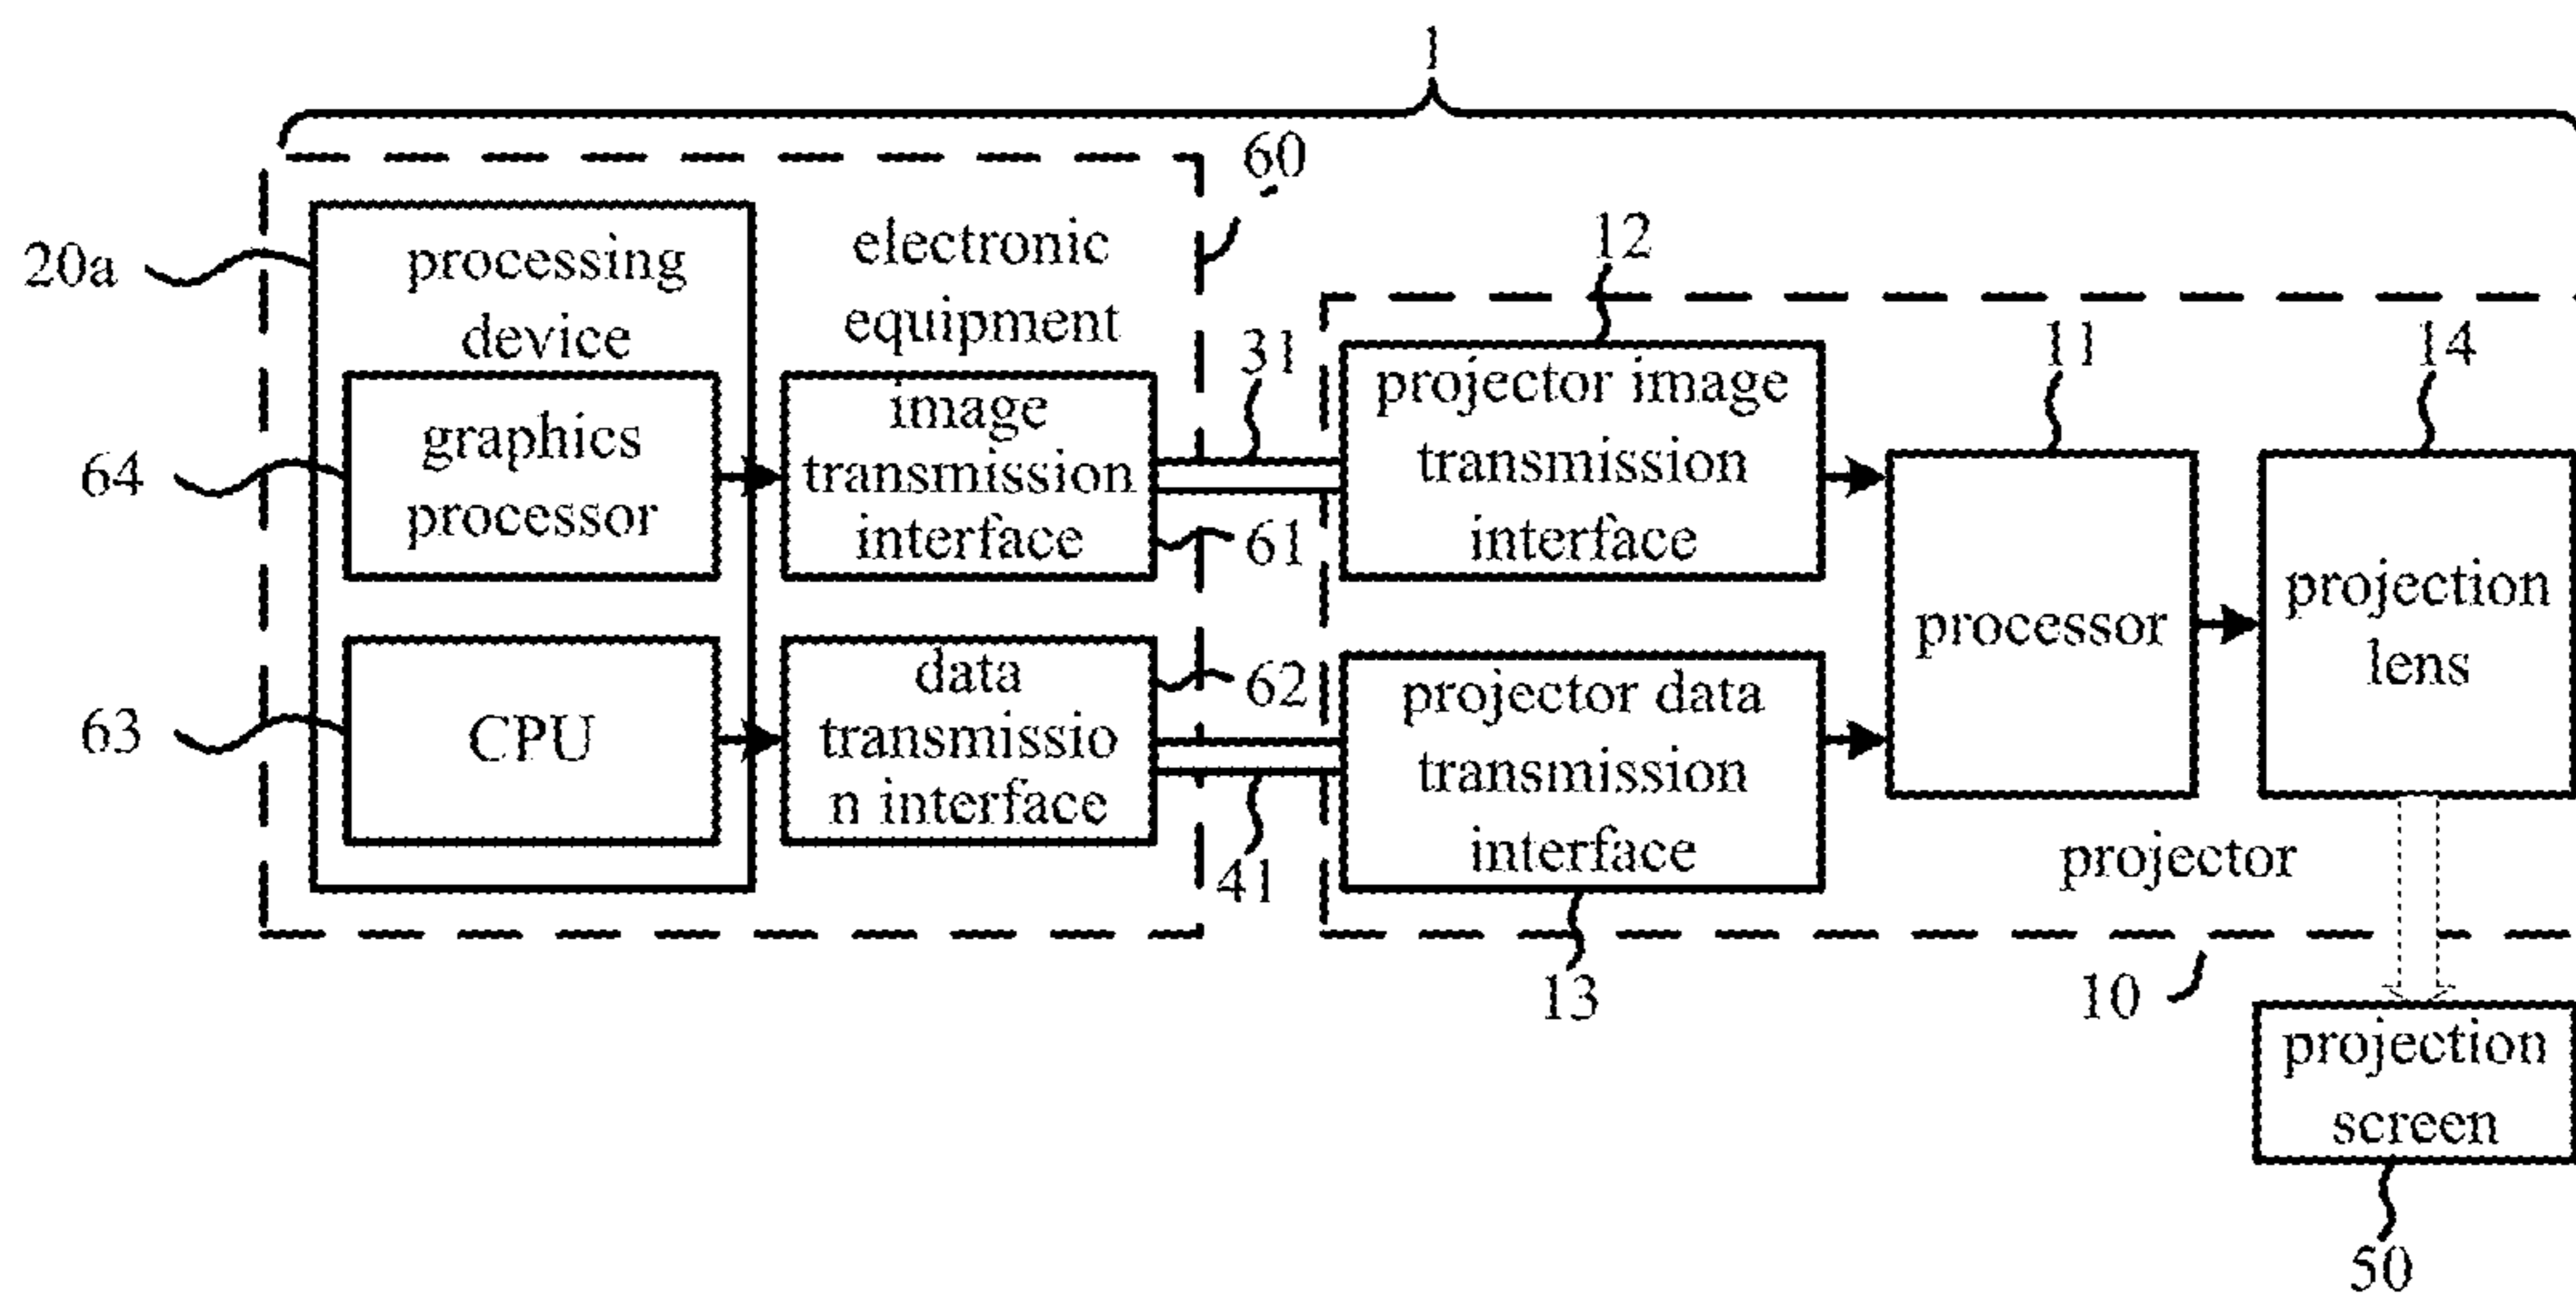 1
60
20a
processing
device
electronic
equipment
12
31
11
14
64
graphics
processor
image
transmission
interface
61
projector image
transmission
interface
processor
projection
lens
63
CPU
data
transmissio
n interface
62
41
projector data
transmission
interface
13
projector
10
projection
screen
50